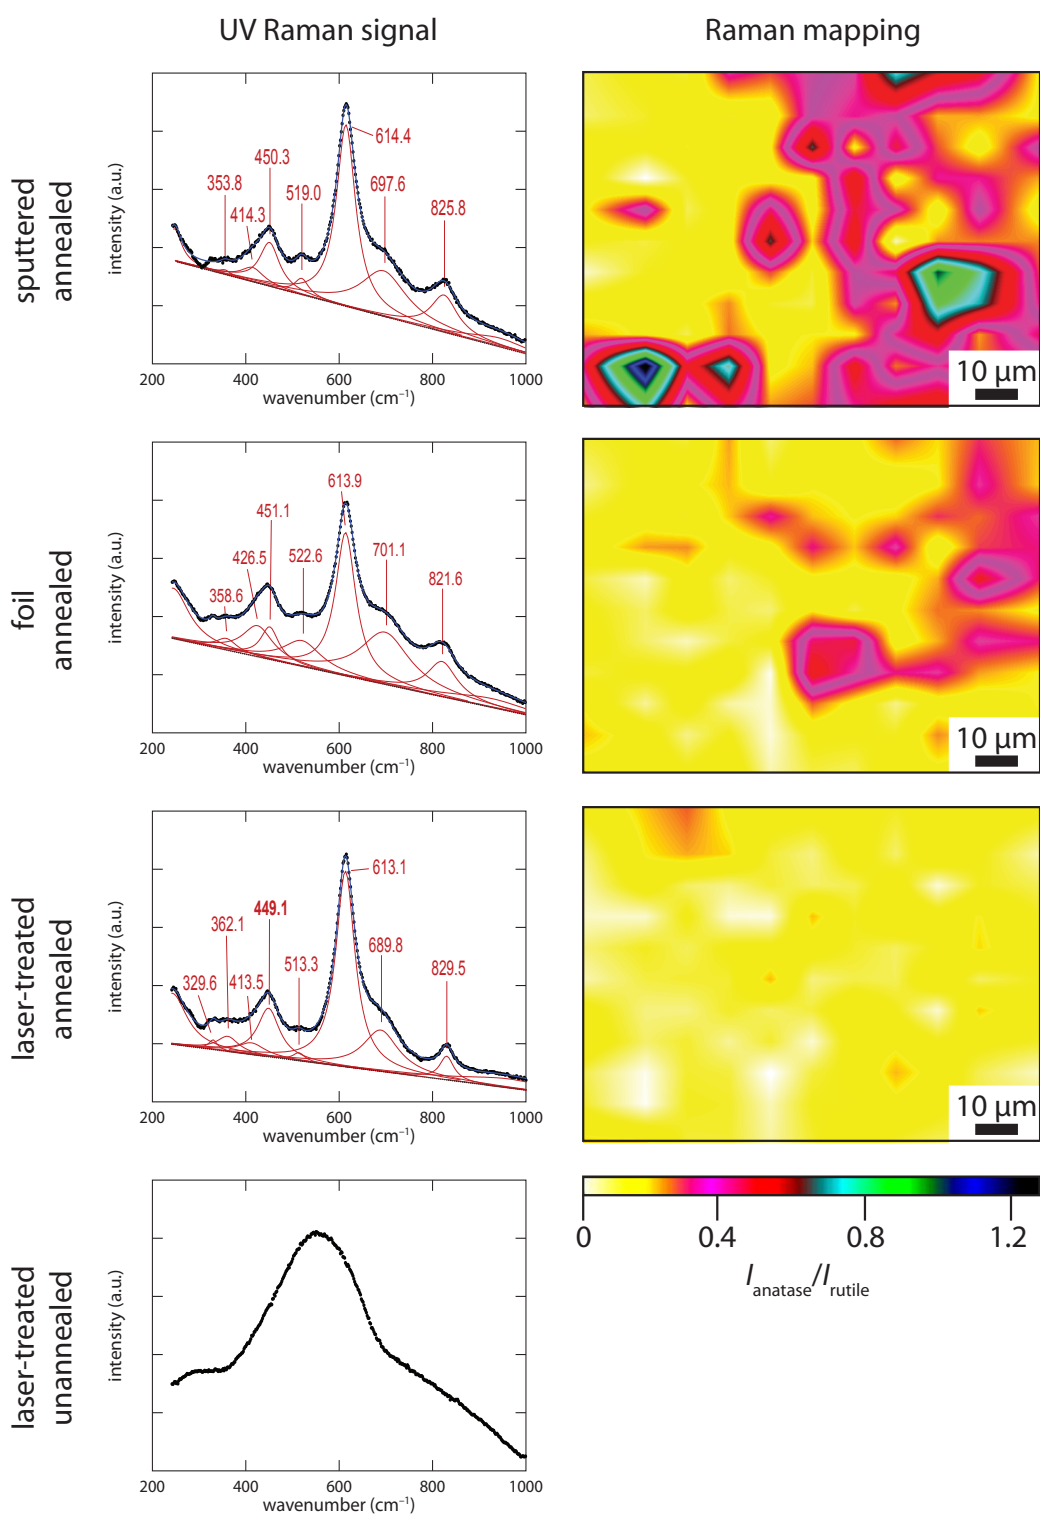 UV Raman signal
Raman mapping
sputtered
annealed
intensity (a.u.)
353.8
414.3
450.3
519.0
614.4
697.6
825.8
200 400 600 800 1000
wavenumber (cm⁻¹)
10 µm
foil
annealed
intensity (a.u.)
358.6
426.5
451.1
522.6
613.9
701.1
821.6
200 400 600 800 1000
wavenumber (cm⁻¹)
10 µm
laser-treated
annealed
intensity (a.u.)
329.6
362.1
413.5
449.1
513.3
613.1
689.8
829.5
200 400 600 800 1000
wavenumber (cm⁻¹)
10 µm
0 0.4 0.8 1.2
I anatase/I rutile
laser-treated
unannealed
intensity (a.u.)
200 400 600 800 1000
wavenumber (cm⁻¹)